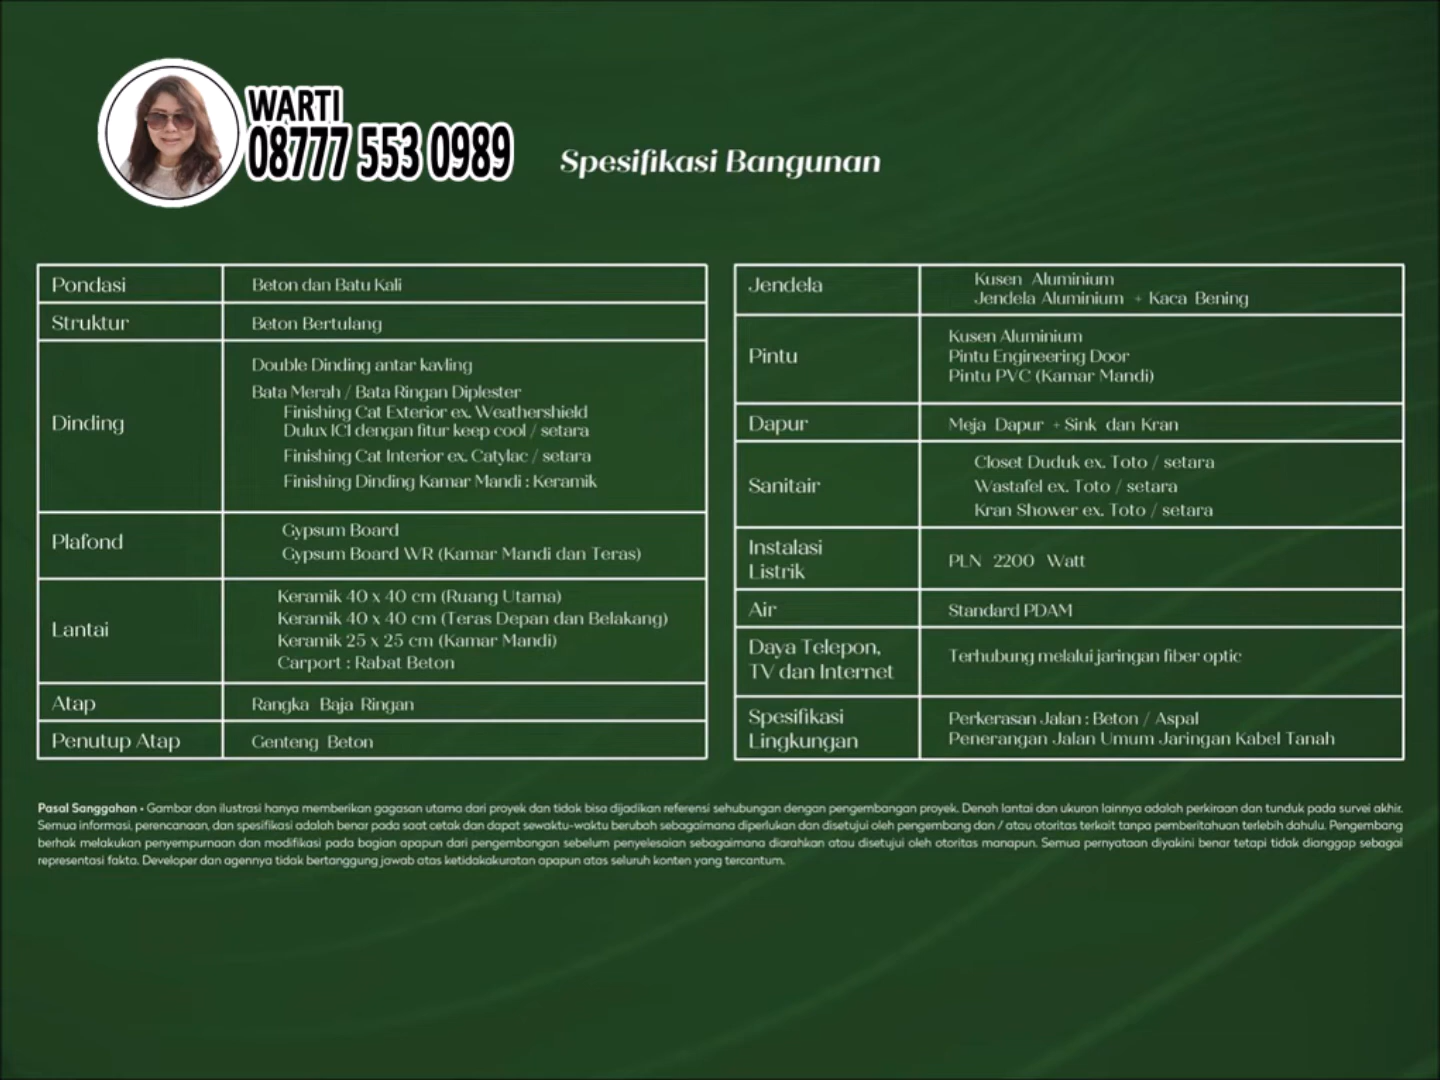 WARTI
08777 553 0989
Spesifikasi Bangunan
Pondasi
Beton dan Batu Kali
Struktur
Beton Bertulang
Dinding
Double Dinding antar kavling
Bata Merah / Bata Ringan Diplester
Finishing Cat Exterior ex. Weathershield
Dulux ICI dengan fitur keep cool / setara
Finishing Cat Interior ex. Catylac / setara
Finishing Dinding Kamar Mandi : Keramik
Plafond
Gypsum Board
Gypsum Board WR (Kamar Mandi dan Teras)
Lantai
Keramik 40 x 40 cm (Ruang Utama)
Keramik 40 x 40 cm (Teras Depan dan Belakang)
Keramik 25 x 25 cm (Kamar Mandi)
Carport : Rabat Beton
Atap
Rangka Baja Ringan
Penutup Atap
Genteng Beton
Jendela
Kusen Aluminium
Jendela Aluminium + Kaca Bening
Pintu
Kusen Aluminium
Pintu Engineering Door
Pintu PVC (Kamar Mandi)
Dapur
Meja Dapur + Sink dan Kran
Sanitair
Closet Duduk ex. Toto / setara
Wastafel ex. Toto / setara
Kran Shower ex. Toto / setara
Instalasi
Listrik
PLN 2200 Watt
Air
Standard PDAM
Daya Telepon,
TV dan Internet
Terhubung melalui jaringan fiber optic
Spesifikasi
Lingkungan
Perkerasan Jalan : Beton / Aspal
Penerangan Jalan Umum Jaringan Kabel Tanah
Pasal Sanggahan • Gambar dan ilustrasi hanya memberikan gagasan utama dari proyek dan tidak bisa dijadikan referensi sehubungan dengan pengembangan proyek. Denah lantai dan ukuran lainnya adalah perkiraan dan tunduk pada survei akhir.
Semua informasi, perencanaan, dan spesifikasi adalah benar pada saat cetak dan dapat sewaktu-waktu berubah sebagaimana diperlukan dan disetujui oleh pengembang dan / atau otoritas terkait tanpa pemberitahuan terlebih dahulu. Pengembang
berhak melakukan penyempurnaan dan modifikasi pada bagian apapun dari pengembangan sebelum penyelesaian sebagaimana diarahkan atau disetujui oleh otoritas manapun. Semua pernyataan diyakini benar tetapi tidak dianggap sebagai
representasi fakta. Developer dan agennya tidak bertanggung jawab atas ketidakakuratan apapun atas seluruh konten yang tercantum.